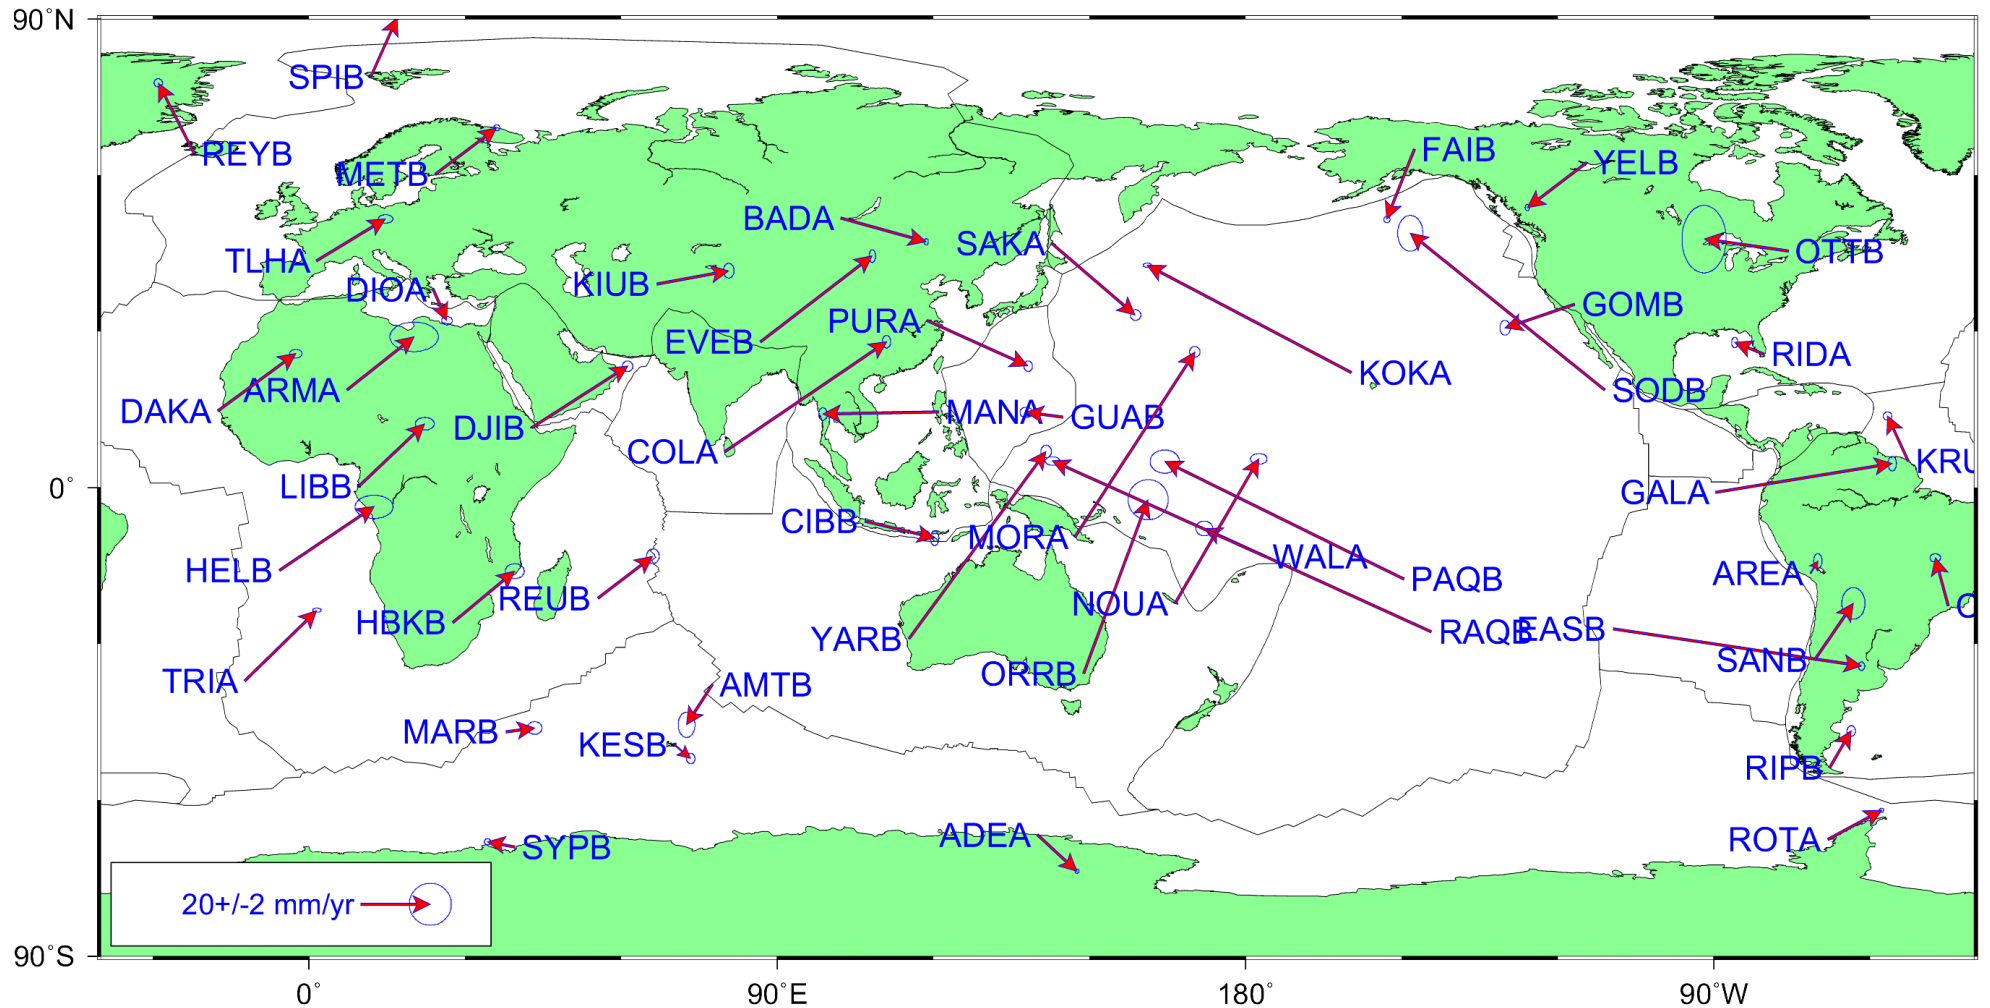 90°N
SPIB
REYB
FAIB
YELB
METB
BADA
SAKA
OTTB
TLHA
KIUB
DIOA
GOMB
PURA
EVEB
RIDA
KOKA
ARMA
SODB
DAKA
MANA
GUAB
DJIB
COLA
KRU
0°
LIBB
GALA
CIBB
MORA
WALA
HELB
PAQB
AREA
REUB
NOUA
C
HBKB
YARB
RAQB
EASB
SANB
TRIA
ORRB
AMTB
MARB
KESB
RIPB
SYPB
ADEA
ROTA
20+/-2 mm/yr
90°S
0°
90°E
180°
90°W